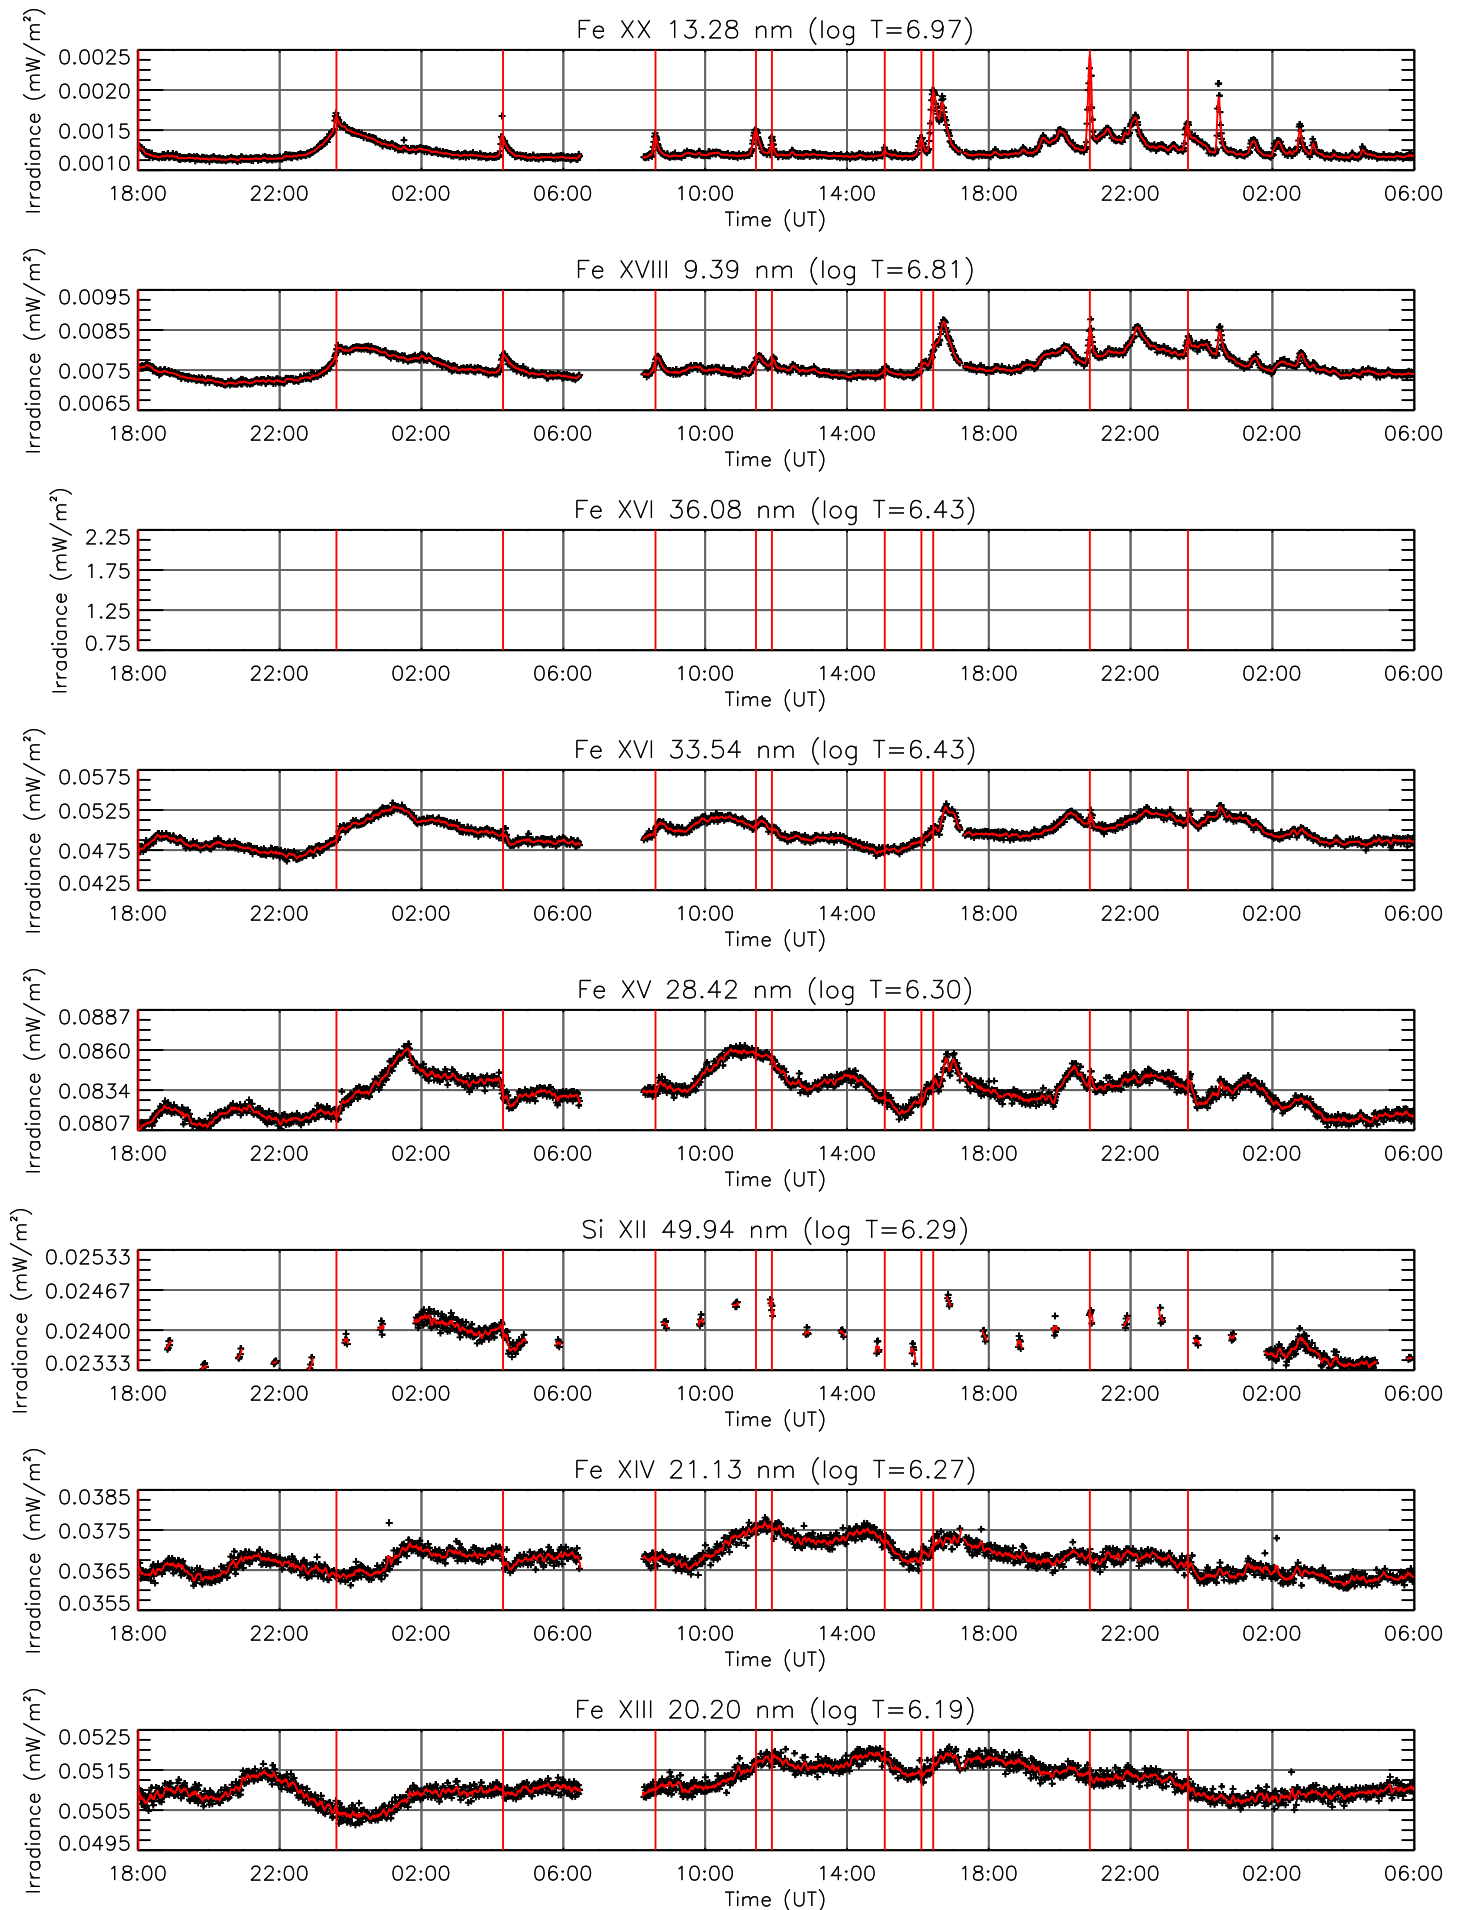 Fe XX 13.28 nm (log T=6.97)
Irradiance (mW/m²)
0.0025
0.0020
0.0015
0.0010
18:00 22:00 02:00 06:00 10:00 14:00 18:00 22:00 02:00 06:00
Time (UT)
Fe XVIII 9.39 nm (log T=6.81)
Irradiance (mW/m²)
0.0095
0.0085
0.0075
0.0065
18:00 22:00 02:00 06:00 10:00 14:00 18:00 22:00 02:00 06:00
Time (UT)
Fe XVI 36.08 nm (log T=6.43)
Irradiance (mW/m²)
2.25
1.75
1.25
0.75
18:00 22:00 02:00 06:00 10:00 14:00 18:00 22:00 02:00 06:00
Time (UT)
Fe XVI 33.54 nm (log T=6.43)
Irradiance (mW/m²)
0.0575
0.0525
0.0475
0.0425
18:00 22:00 02:00 06:00 10:00 14:00 18:00 22:00 02:00 06:00
Time (UT)
Fe XV 28.42 nm (log T=6.30)
Irradiance (mW/m²)
0.0887
0.0860
0.0834
0.0807
18:00 22:00 02:00 06:00 10:00 14:00 18:00 22:00 02:00 06:00
Time (UT)
Si XII 49.94 nm (log T=6.29)
Irradiance (mW/m²)
0.02533
0.02467
0.02400
0.02333
18:00 22:00 02:00 06:00 10:00 14:00 18:00 22:00 02:00 06:00
Time (UT)
Fe XIV 21.13 nm (log T=6.27)
Irradiance (mW/m²)
0.0385
0.0375
0.0365
0.0355
18:00 22:00 02:00 06:00 10:00 14:00 18:00 22:00 02:00 06:00
Time (UT)
Fe XIII 20.20 nm (log T=6.19)
Irradiance (mW/m²)
0.0525
0.0515
0.0505
0.0495
18:00 22:00 02:00 06:00 10:00 14:00 18:00 22:00 02:00 06:00
Time (UT)